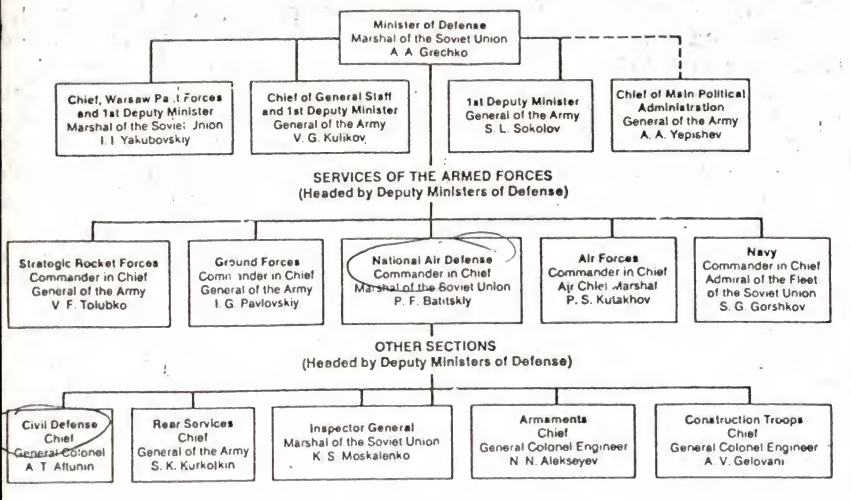 Minister of Defense
Marshal of the Soviet Union
A. A. Grechko
Chief, Warsaw Pa t Forces
and 1st Deputy Minister
Marshal of the Soviet Union
I. I. Yakubovskiy
Chief of General Staff
and 1st Deputy Minister
General of the Army
V. G. Kulikov
1st Deputy Minister
General of the Army
S. L. Sokolov
Chief of Main Political
Administration
General of the Army
A. A. Yepishev
SERVICES OF THE ARMED FORCES
(Headed by Deputy Ministers of Defense)
Strategic Rocket Forces
Commander in Chief
General of the Army
V. F. Tolubko
Ground Forces
Commander in Chief
General of the Army
I. G. Pavlovskiy
National Air Defense
Commander in Chief
Marshal of the Soviet Union
P. F. Batitskiy
Air Forces
Commander in Chief
Air Chief Marshal
P. S. Kutakhov
Navy
Commander in Chief
Admiral of the Fleet
of the Soviet Union
S. G. Gorshkov
OTHER SECTIONS
(Headed by Deputy Ministers of Defense)
Civil Defense
Chief
General Colonel
A. T. Altunin
Rear Services
Chief
General of the Army
S. K. Kurkotkin
Inspector General
Marshal of the Soviet Union
K. S. Moskalenko
Armaments
Chief
General Colonel Engineer
N. N. Alekseyev
Construction Troops
Chief
General Colonel Engineer
A. V. Gelovani